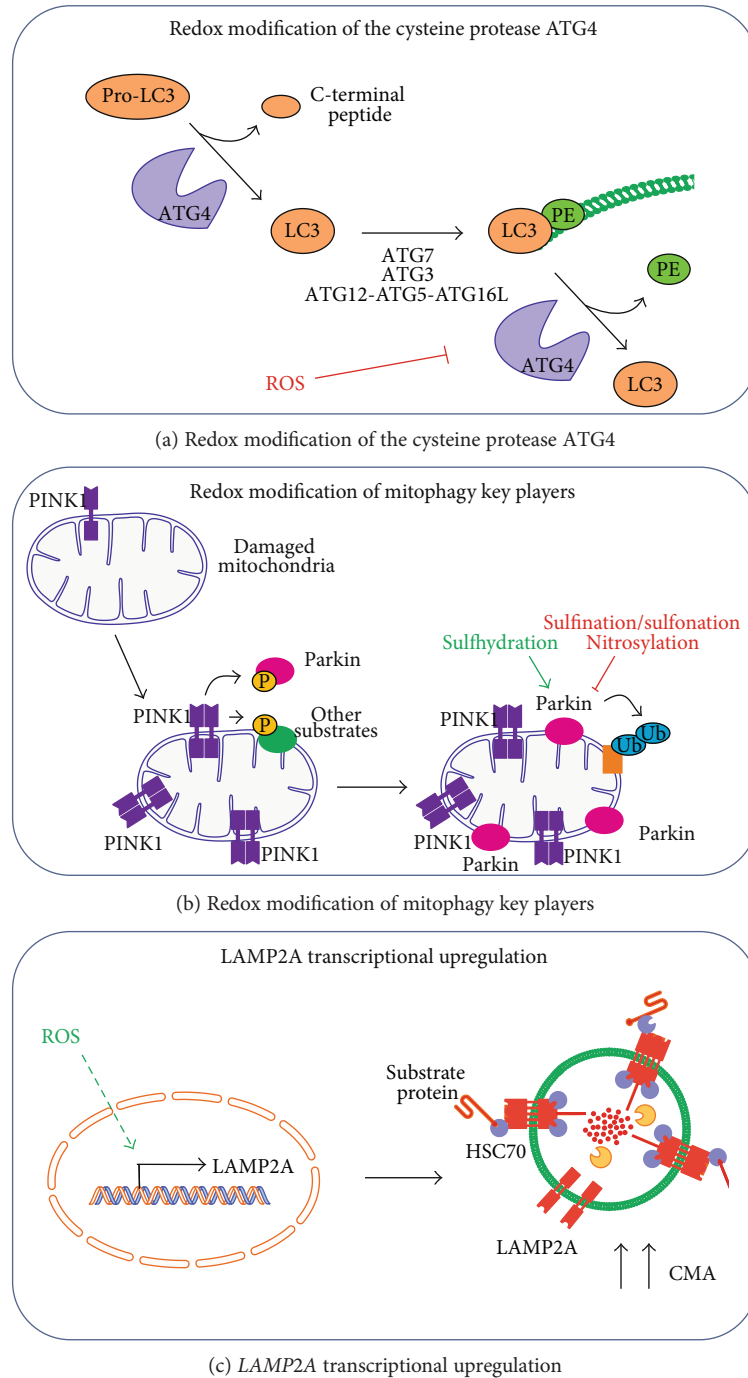 Redox modification of the cysteine protease ATG4
Pro-LC3
C-terminal
peptide
ATG4
LC3
ATG7
ATG3
ATG12-ATG5-ATG16L
LC3
PE
PE
ATG4
LC3
ROS
(a) Redox modification of the cysteine protease ATG4
Redox modification of mitophagy key players
PINK1
Damaged
mitochondria
PINK1
P
Parkin
P
Other
substrates
PINK1
PINK1
Sulfination/sulfonation
Sulfhydration
Nitrosylation
Parkin
PINK1
Ub
Ub
Parkin
PINK1
Parkin
PINK1
(b) Redox modification of mitophagy key players
LAMP2A transcriptional upregulation
ROS
LAMP2A
Substrate
protein
HSC70
LAMP2A
CMA
(c) LAMP2A transcriptional upregulation